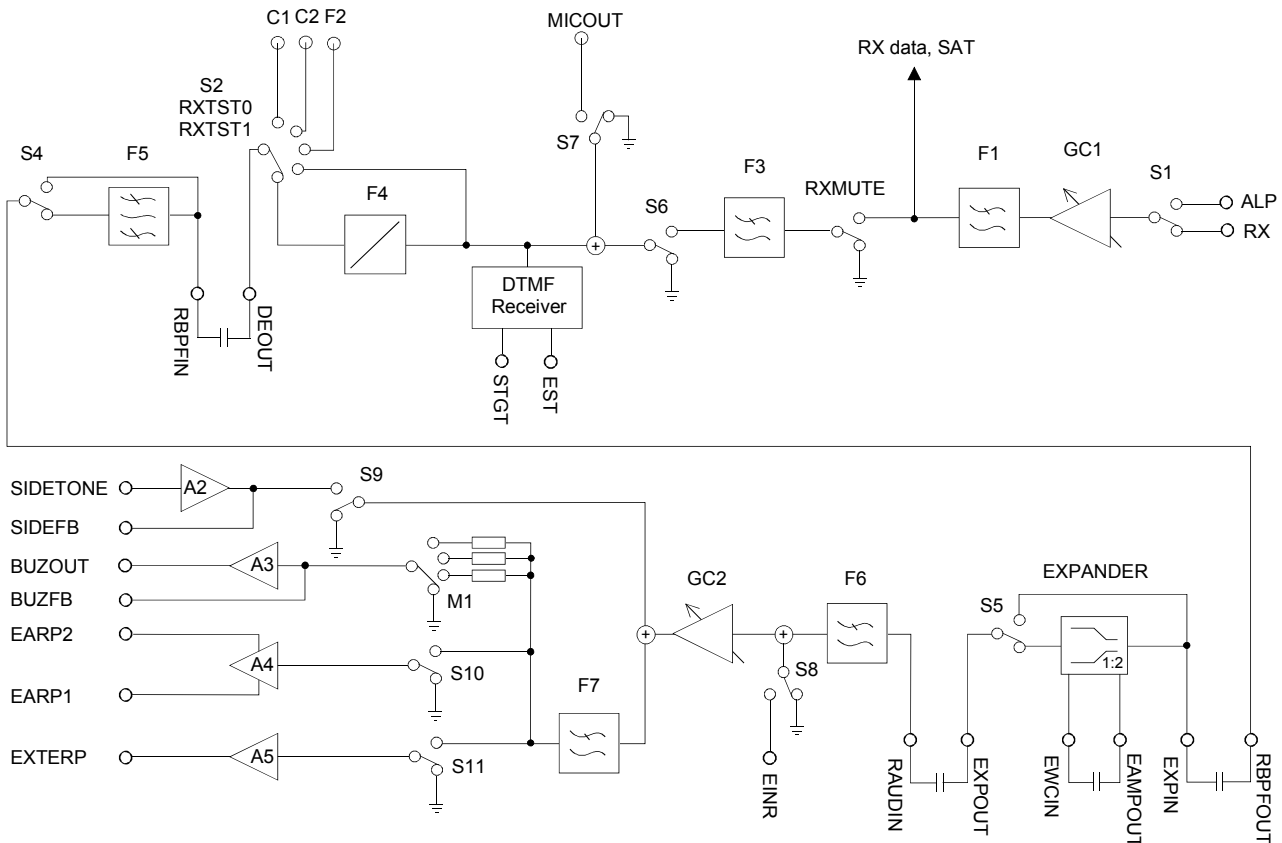 C1 C2 F2
MICOUT
RX data, SAT
S2
RXTST0
RXTST1
S7
S4
F5
F4
S6
F3
RXMUTE
F1
GC1
S1
ALP
RX
+
DTMF
Receiver
RBPFIN
DEOUT
STGT
EST
SIDETONE
A2
S9
SIDEFB
BUZOUT
A3
BUZFB
M1
EARP2
A4
S10
EARP1
EXTERP
A5
S11
F7
+
GC2
+
S8
EINR
F6
EXPANDER
S5
1:2
RAUDIN
EXPOUT
EWCIN
EAMPOUT
EXPIN
RBPFOUT